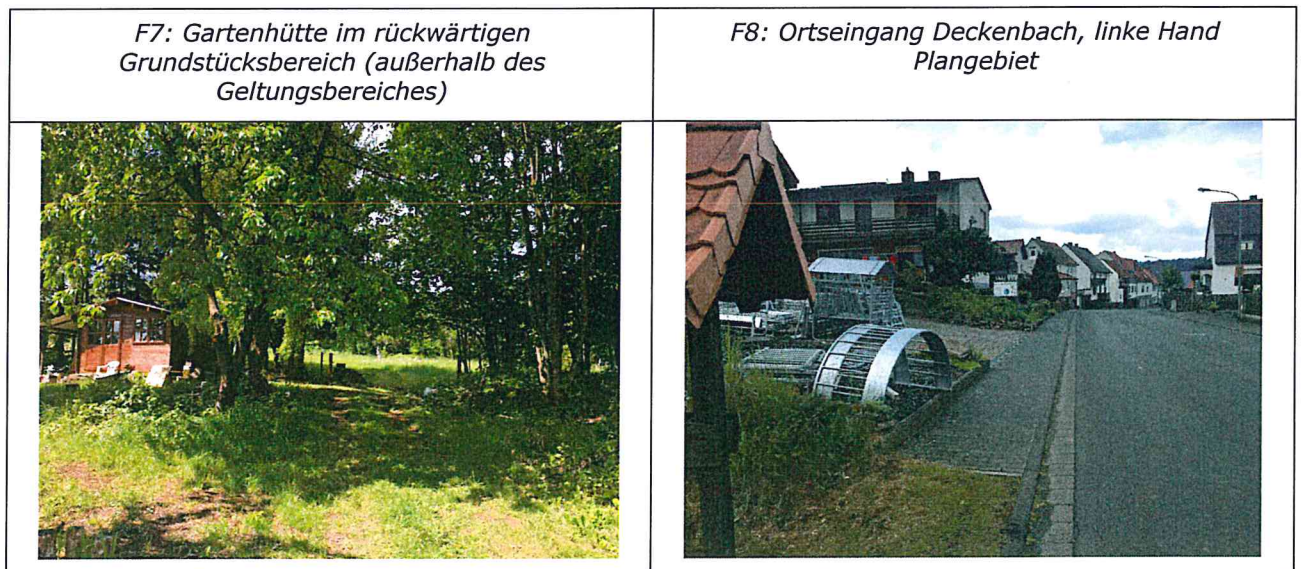 F7: Gartenhütte im rückwärtigen
Grundstücksbereich (außerhalb des
Geltungsbereiches)
F8: Ortseingang Deckenbach, linke Hand
Plangebiet